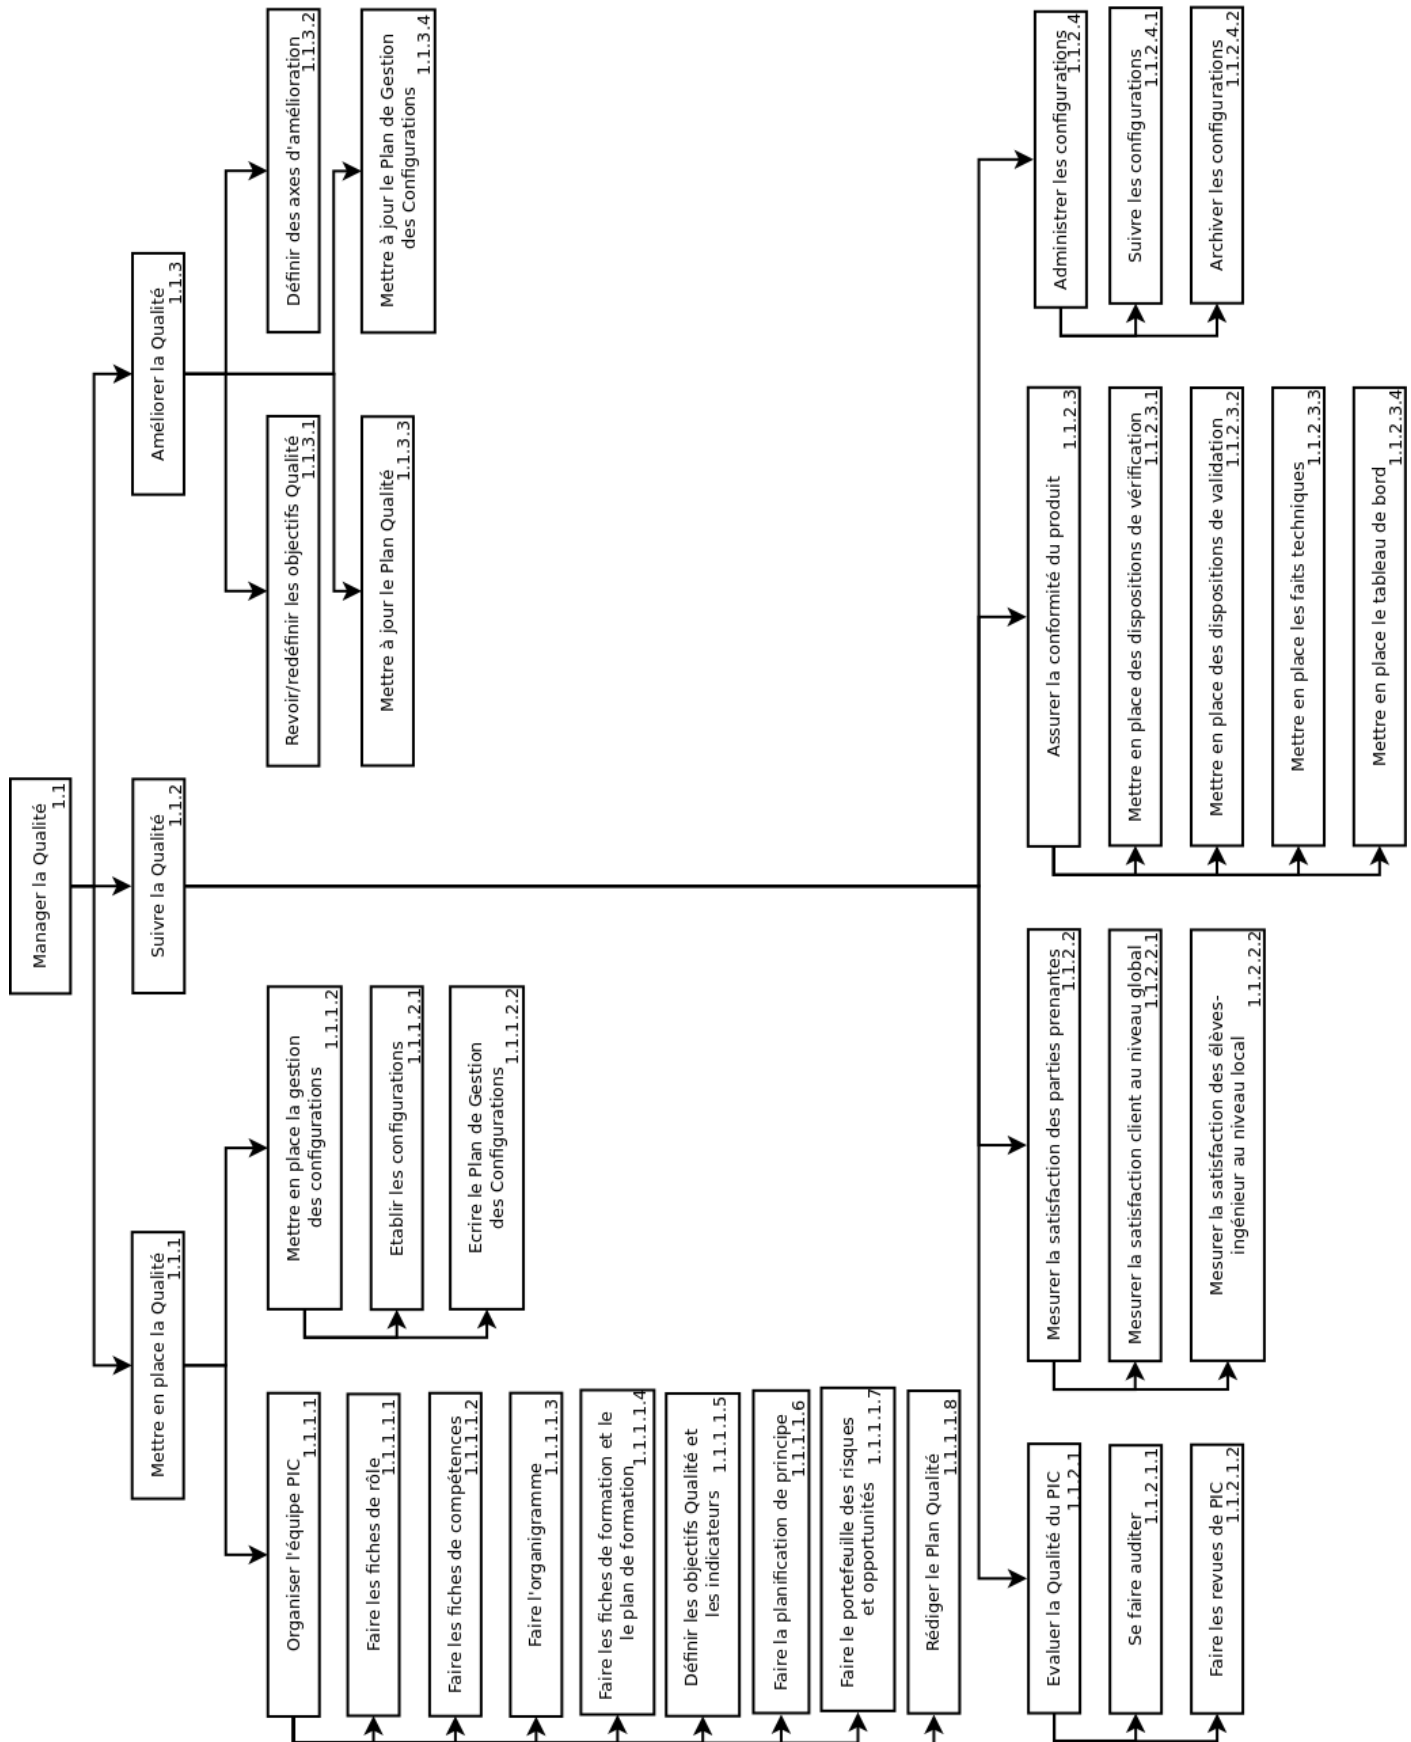 Manager la Qualité
1.1
Mettre en place la Qualité
1.1.1
Suivre la Qualité
1.1.2
Améliorer la Qualité
1.1.3
Organiser l'équipe PIC
1.1.1.1
Faire les fiches de rôle
1.1.1.1.1
Faire les fiches de compétences
1.1.1.1.2
Faire l'organigramme
1.1.1.1.3
Faire les fiches de formation et le
le plan de formation
1.1.1.1.4
Définir les objectifs Qualité et
les indicateurs 1.1.1.1.5
Faire la planification de principe
1.1.1.1.6
Faire le portefeuille des risques
et opportunités 1.1.1.1.7
Rédiger le Plan Qualité
1.1.1.1.8
Mettre en place la gestion
des configurations
1.1.1.2
Etablir les configurations
1.1.1.2.1
Ecrire le Plan de Gestion
des Configurations
1.1.1.2.2
Revoir/redéfinir les objectifs Qualité
1.1.3.1
Définir des axes d'amélioration
1.1.3.2
Mettre à jour le Plan Qualité
1.1.3.3
Mettre à jour le Plan de Gestion
des Configurations
1.1.3.4
Evaluer la Qualité du PIC
1.1.2.1
Se faire auditer
1.1.2.1.1
Faire les revues de PIC
1.1.2.1.2
Mesurer la satisfaction des parties prenantes
1.1.2.2
Mesurer la satisfaction client au niveau global
1.1.2.2.1
Mesurer la satisfaction des élèves-
ingénieur au niveau local
1.1.2.2.2
Assurer la conformité du produit
1.1.2.3
Mettre en place des dispositions de vérification
1.1.2.3.1
Mettre en place des dispositions de validation
1.1.2.3.2
Mettre en place les faits techniques
1.1.2.3.3
Mettre en place le tableau de bord
1.1.2.3.4
Administrer les configurations
1.1.2.4
Suivre les configurations
1.1.2.4.1
Archiver les configurations
1.1.2.4.2